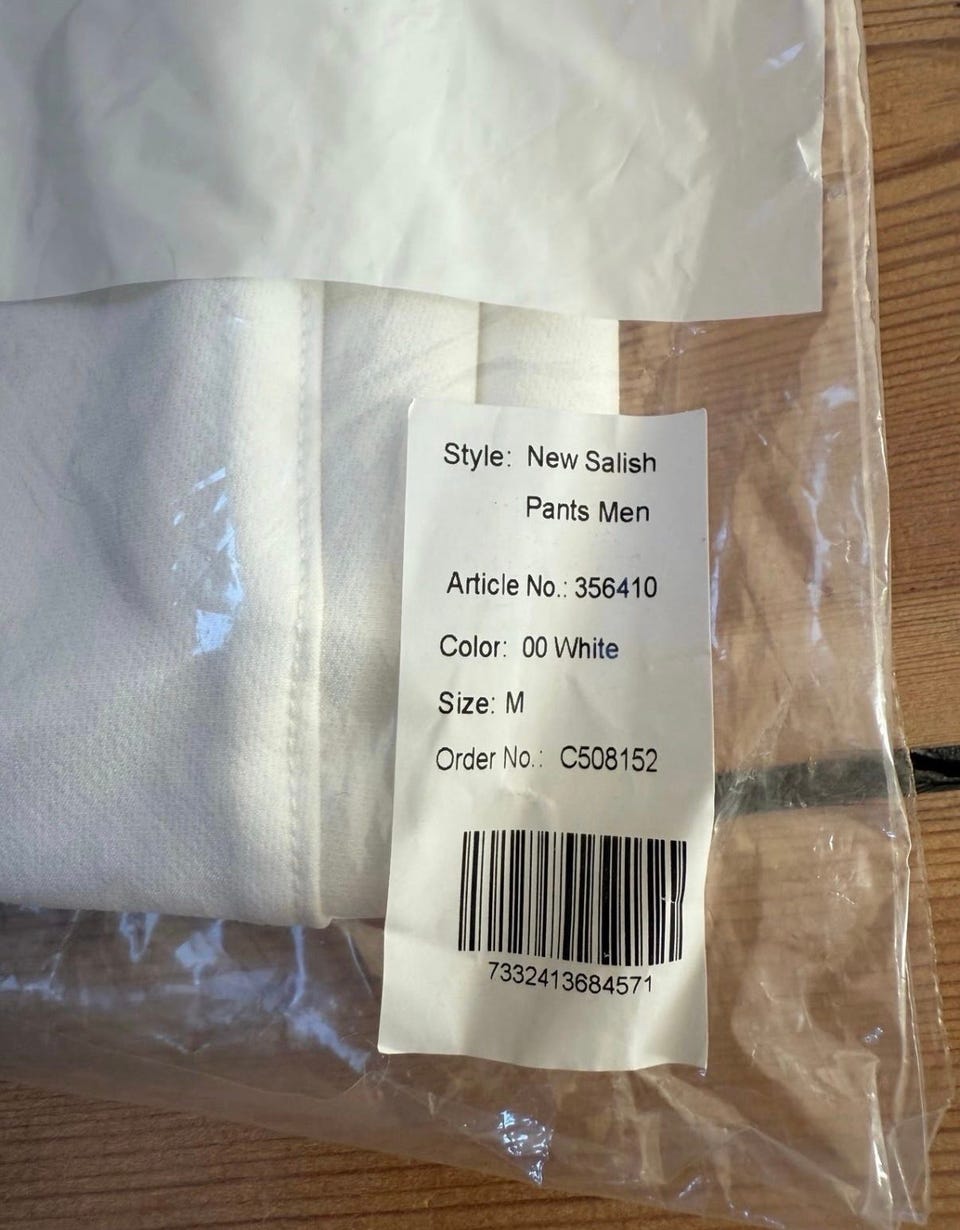 Style: New Salish
Pants Men
Article No.: 356410
Color: 00 White
Size: M
Order No.: C508152
7332413684571